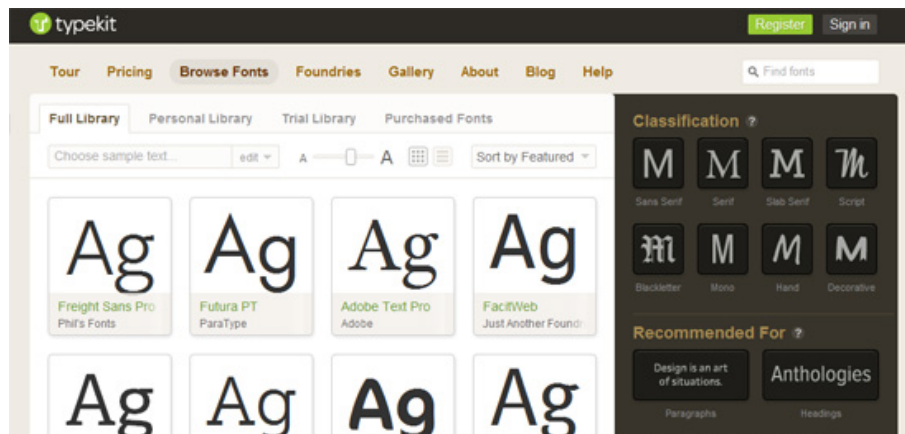 typekit
Register Sign in
Tour Pricing Browse Fonts Foundries Gallery About Blog Help
Find fonts
Full Library Personal Library Trial Library Purchased Fonts
Choose sample text... edit
A A
Sort by Featured
Ag Ag Ag Ag
Freight Sans Pro Futura PT Adobe Text Pro FacitWeb
Phil's Fonts ParaType Adobe Just Another Foundr
Ag Ag Ag Ag
Classification ?
M M M M
Sans Serif Serif Slab Serif Script
M M M M
Blackletter Mono Hand Decorative
Recommended For ?
Design is an art
of situations.
Anthologies
Paragraphs Headings